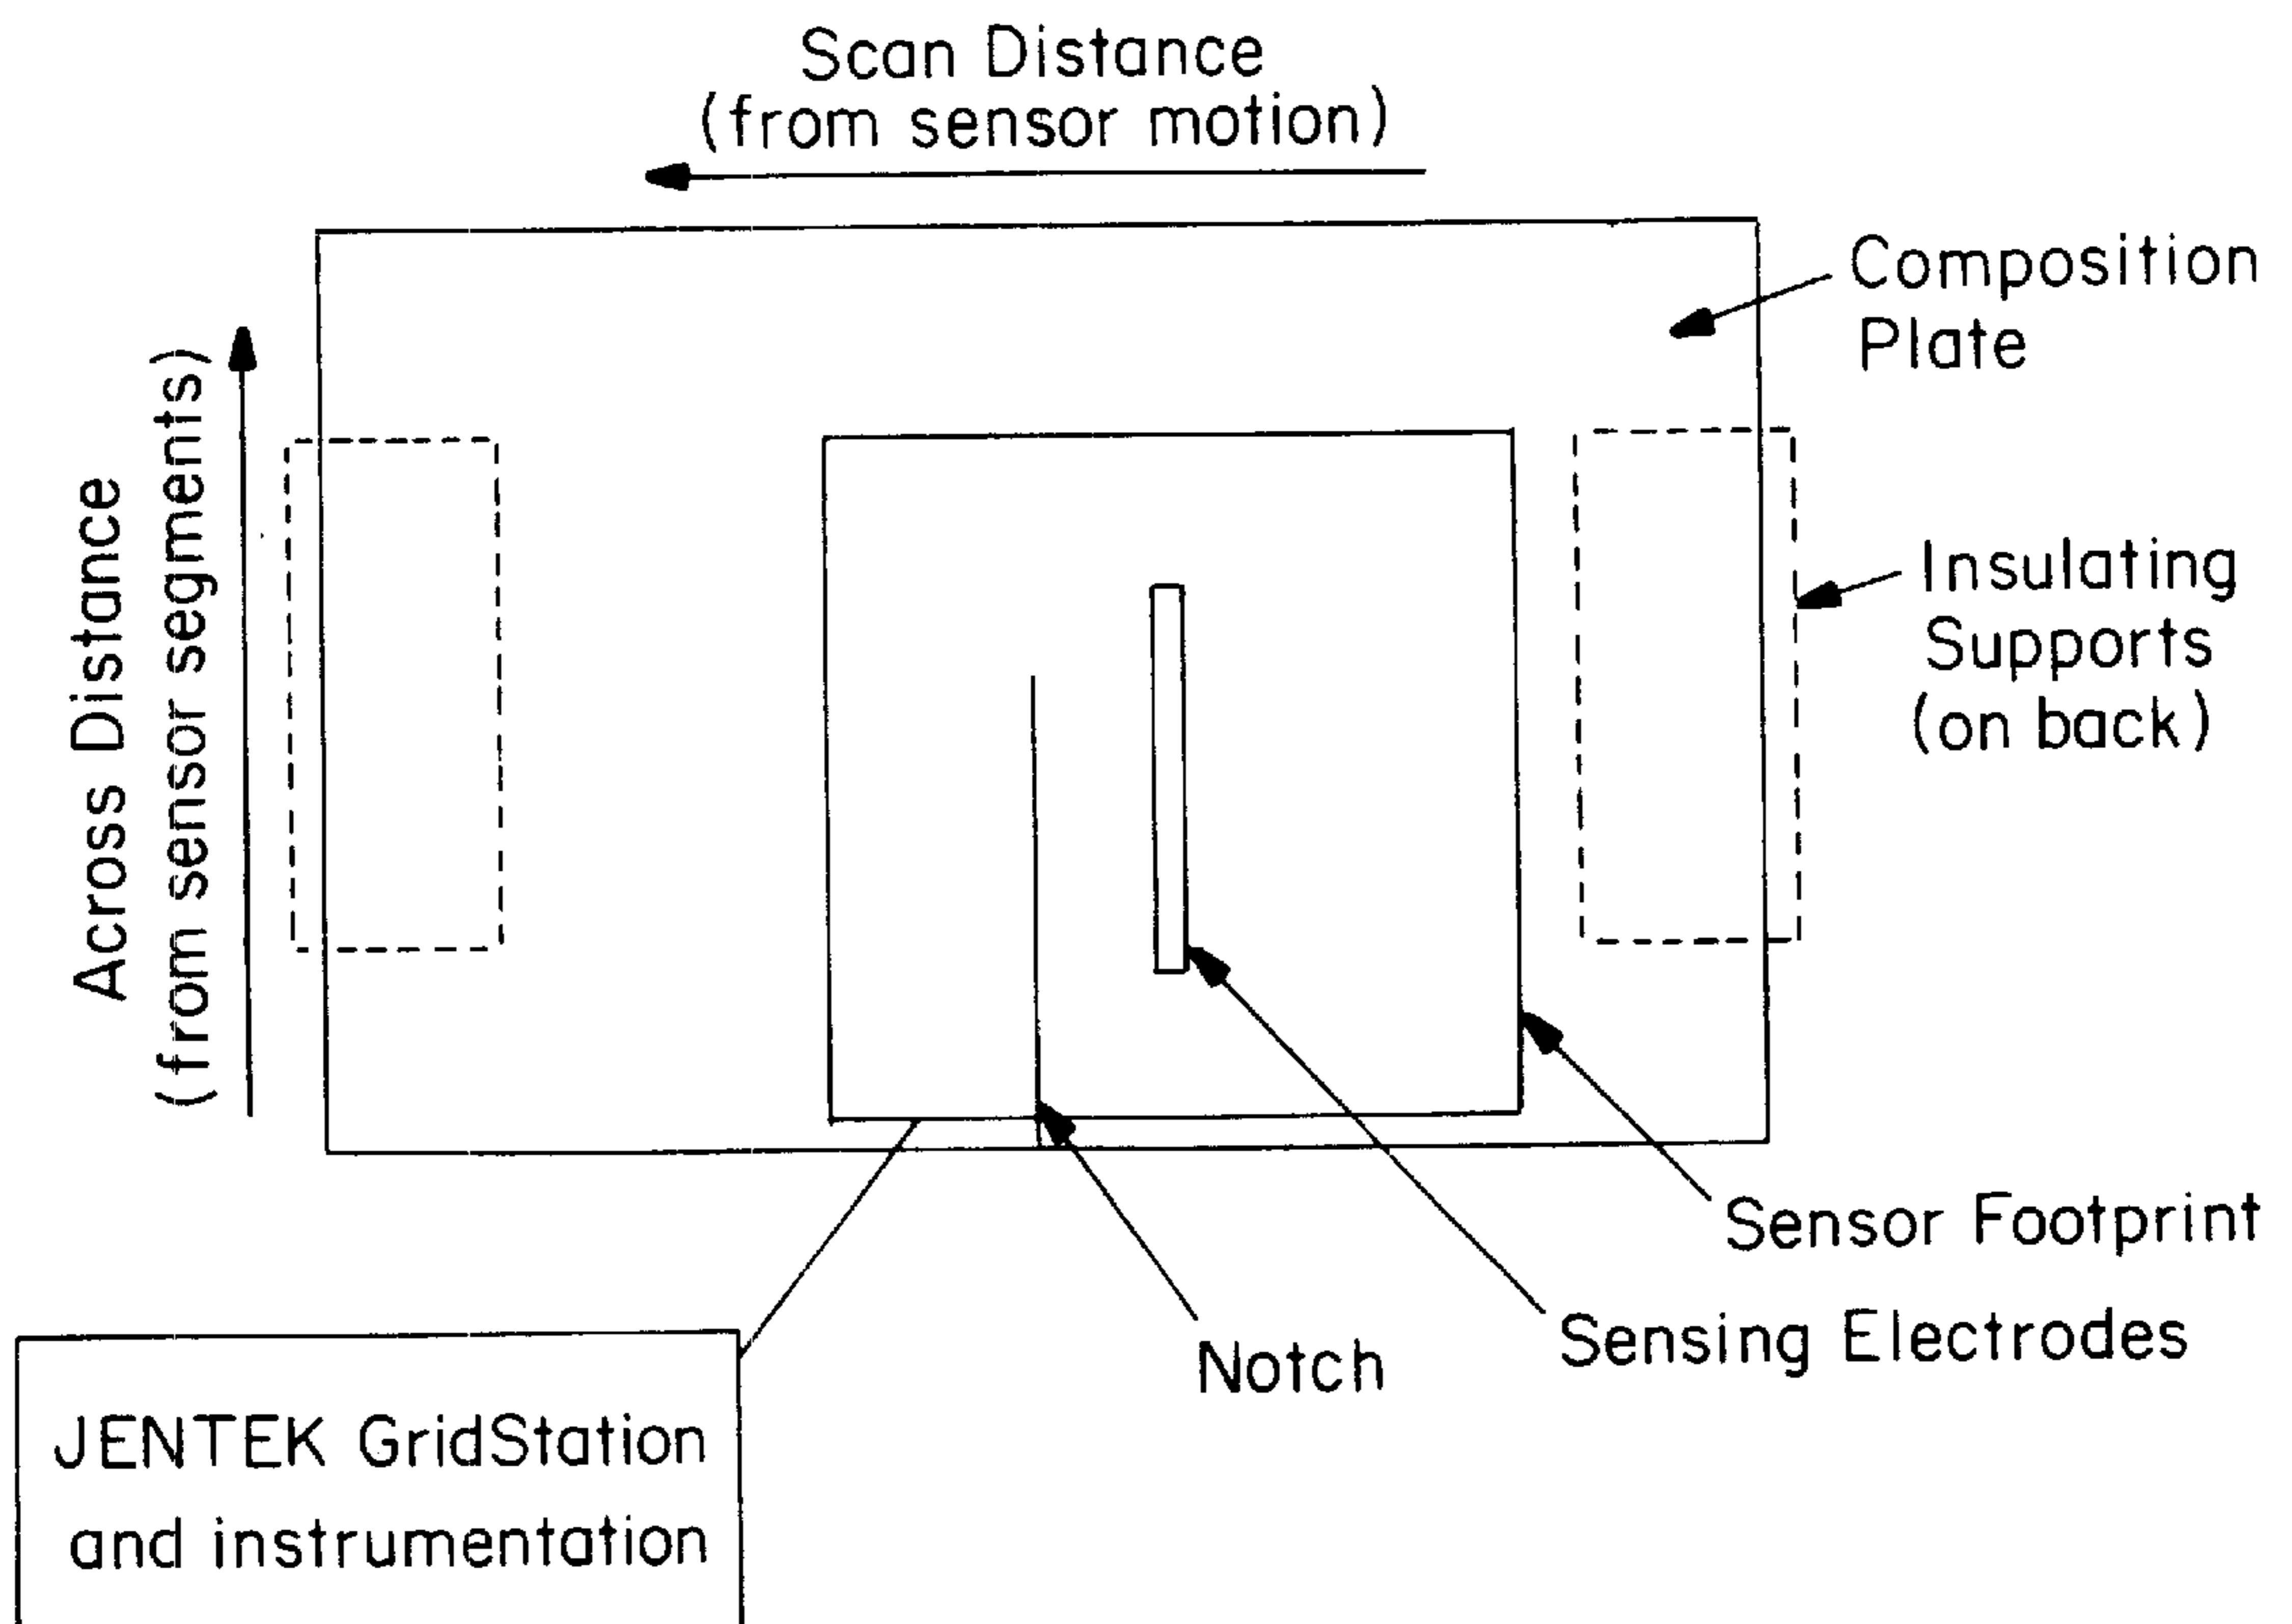 Scan Distance
(from sensor motion)
Composition
Plate
Across Distance
(from sensor segments)
Insulating
Supports
(on back)
Sensor Footprint
Sensing Electrodes
Notch
JENTEK GridStation
and instrumentation